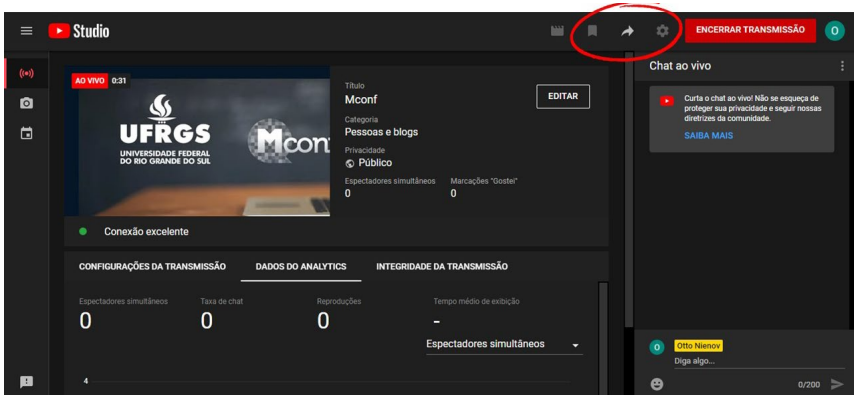 Studio
ENCERRAR TRANSMISSÃO
O
AO VIVO 0:31
UFRGS
UNIVERSIDADE FEDERAL
DO RIO GRANDE DO SUL
Mconf
Título
Mconf
EDITAR
Categoria
Pessoas e blogs
Privacidade
Público
Espectadores simultâneos Marcações "Gostei"
0 0
Conexão excelente
CONFIGURAÇÕES DA TRANSMISSÃO DADOS DO ANALYTICS INTEGRIDADE DA TRANSMISSÃO
Espectadores simultâneos Taxa de chat Reproduções Tempo médio de exibição
0 0 0 -
Espectadores simultâneos
4
Chat ao vivo
Curta o chat ao vivo! Não se esqueça de
proteger sua privacidade e seguir nossas
diretrizes da comunidade.
SAIBA MAIS
O Otto Nienov
Diga algo...
0/200